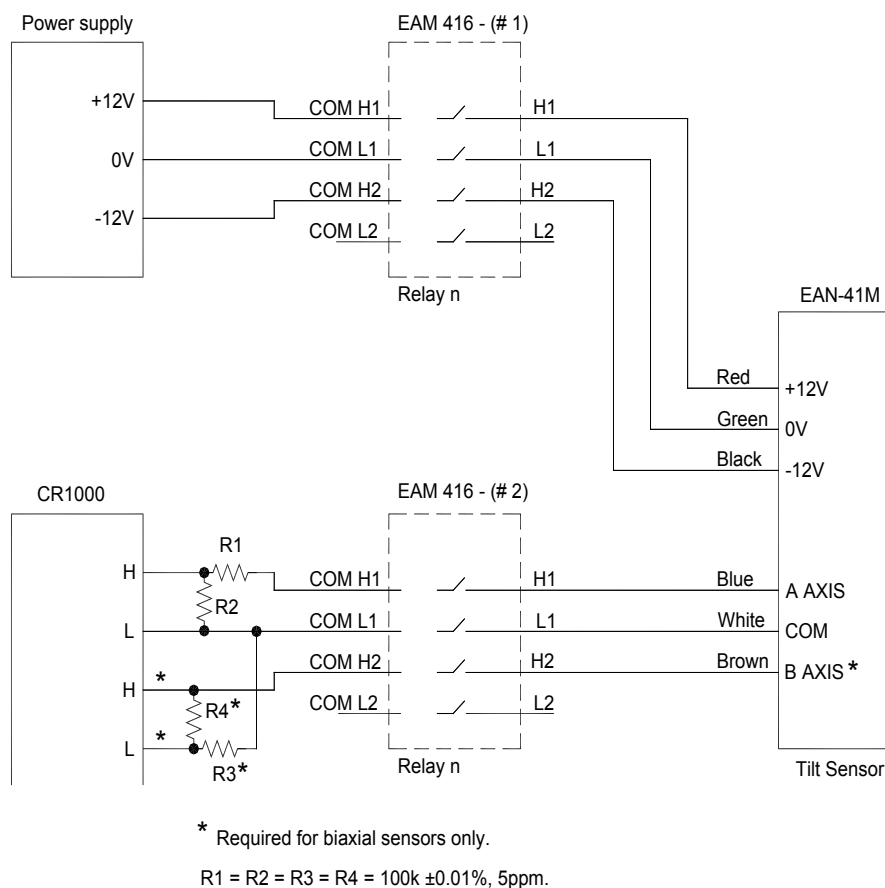 Power supply
EAM 416 - (# 1)
+12V
COM H1
H1
0V
COM L1
L1
-12V
COM H2
H2
COM L2
L2
Relay n
EAN-41M
Red
+12V
Green
0V
Black
-12V
CR1000
EAM 416 - (# 2)
R1
H
COM H1
H1
Blue
A AXIS
R2
L
COM L1
L1
White
COM
H
*
COM H2
H2
Brown
B AXIS *
R4*
COM L2
L2
L
*
R3*
Relay n
Tilt Sensor
* Required for biaxial sensors only.
R1 = R2 = R3 = R4 = 100k ±0.01%, 5ppm.